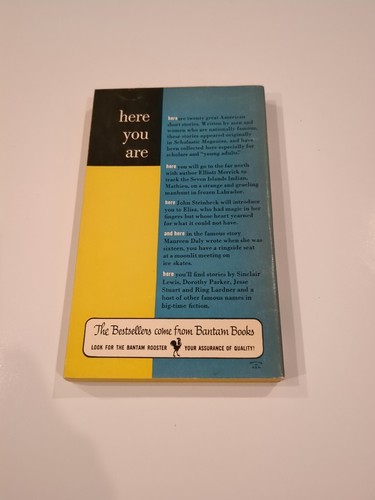 here
you
are
here are twenty great American
short stories. Written by men and
women who are nationally famous,
these stories appeared originally
in Scholastic Magazine, and have
been collected here especially for
scholars and "young adults."
here you will go to the far north
with author Elliott Merrick to
track the Seven Islands Indian,
Mathieu, on a strange and grueling
manhunt in frozen Labrador.
here John Steinbeck will introduce
you to Elisa, who had magic in her
fingers but whose heart yearned
for what it could not have.
and here in the famous story
Maureen Daly wrote when she was
sixteen, you have a ringside seat
at a moonlit meeting on
ice skates.
here you'll find stories by Sinclair
Lewis, Dorothy Parker, Jesse
Stuart and Ring Lardner and a
host of other famous names in
big-time fiction.
The Bestsellers come from Bantam Books
LOOK FOR THE BANTAM ROOSTER YOUR ASSURANCE OF QUALITY!